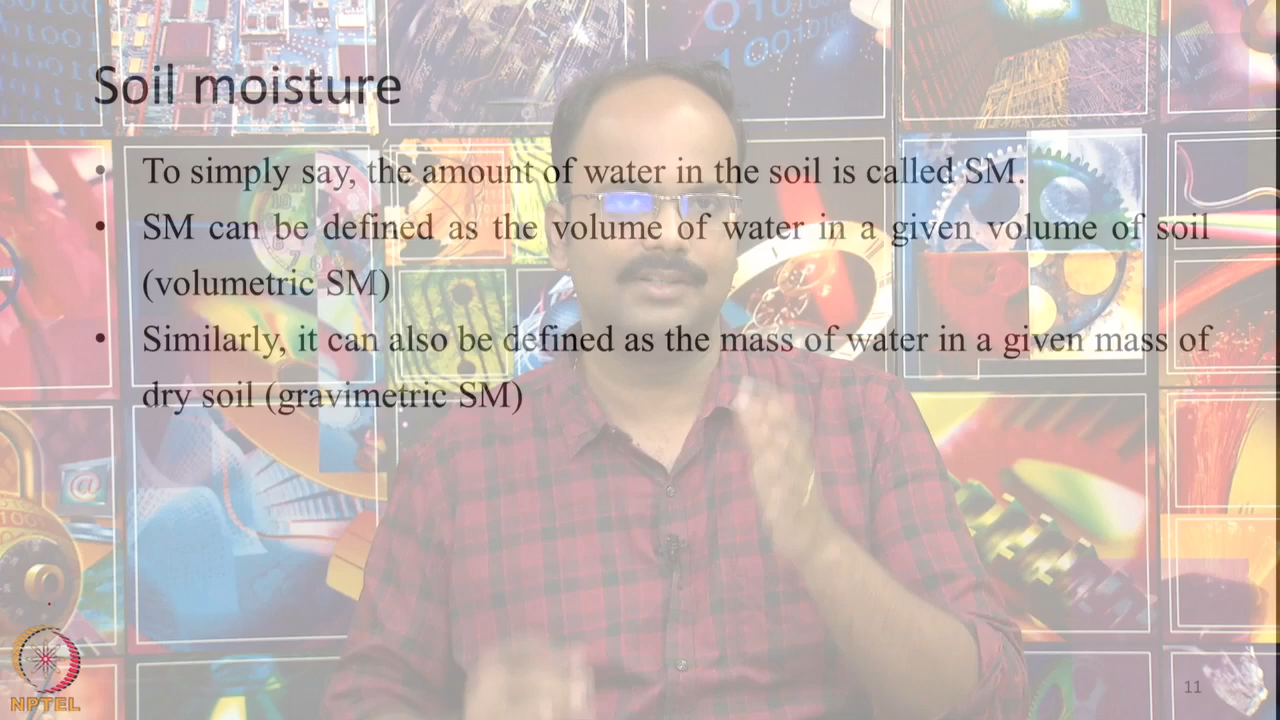 Soil moisture
• To simply say, the amount of water in the soil is called SM.
• SM can be defined as the volume of water in a given volume of soil
(volumetric SM)
• Similarly, it can also be defined as the mass of water in a given mass of
dry soil (gravimetric SM)
NPTEL
11